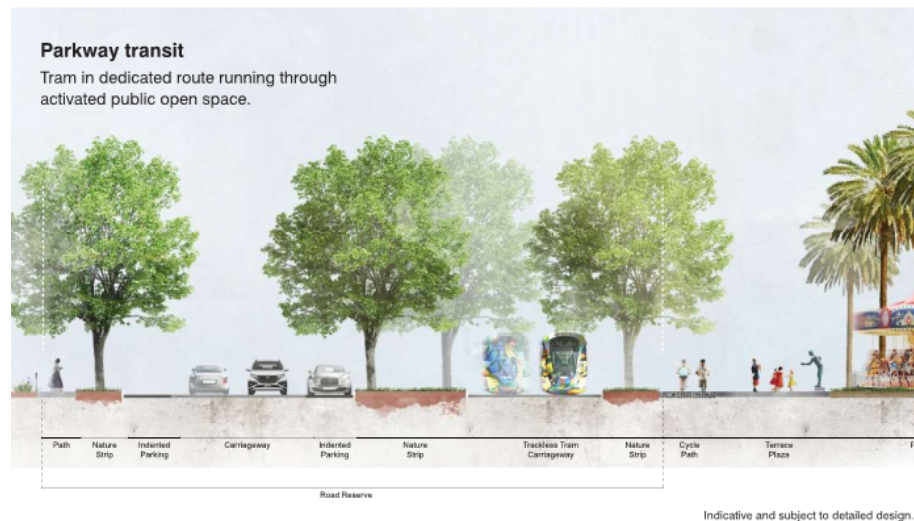 Parkway transit
Tram in dedicated route running through
activated public open space.
Path
Nature
Strip
Indented
Parking
Carriageway
Indented
Parking
Nature
Strip
Trackless Tram
Carriageway
Nature
Strip
Cycle
Path
Terrace
Plaza
Road Reserve
Indicative and subject to detailed design.